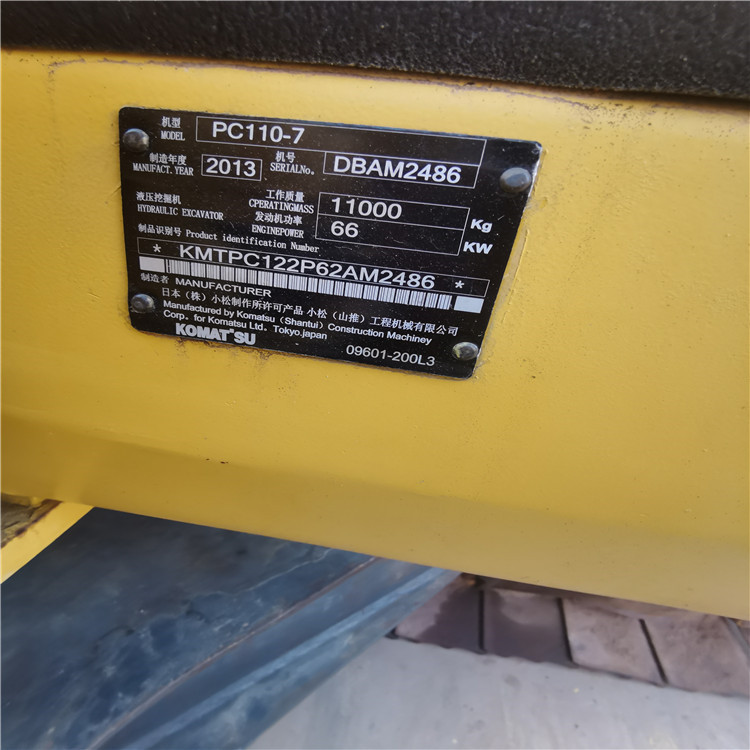 机型 MODEL PC110-7
制造年度 MANUFACT. YEAR 2013 机号 SERIALNo. DBAM2486
液压挖掘机 HYDRAULIC EXCAVATOR
工作质量 CPERATINGMASS 11000 Kg
发动机功率 ENGINEPOWER 66 KW
制品识别号 Product identification Number
* KMTPC122P62AM2486 *
制造者 MANUFACTURER
日本（株）小松制作所许可产品 小松（山推）工程机械有限公司
Manufactured by Komatsu (Shantui) Construction Machiney
Corp. for Komatsu Ltd. Tokyo.japan
KOMAT'SU 09601-200L3